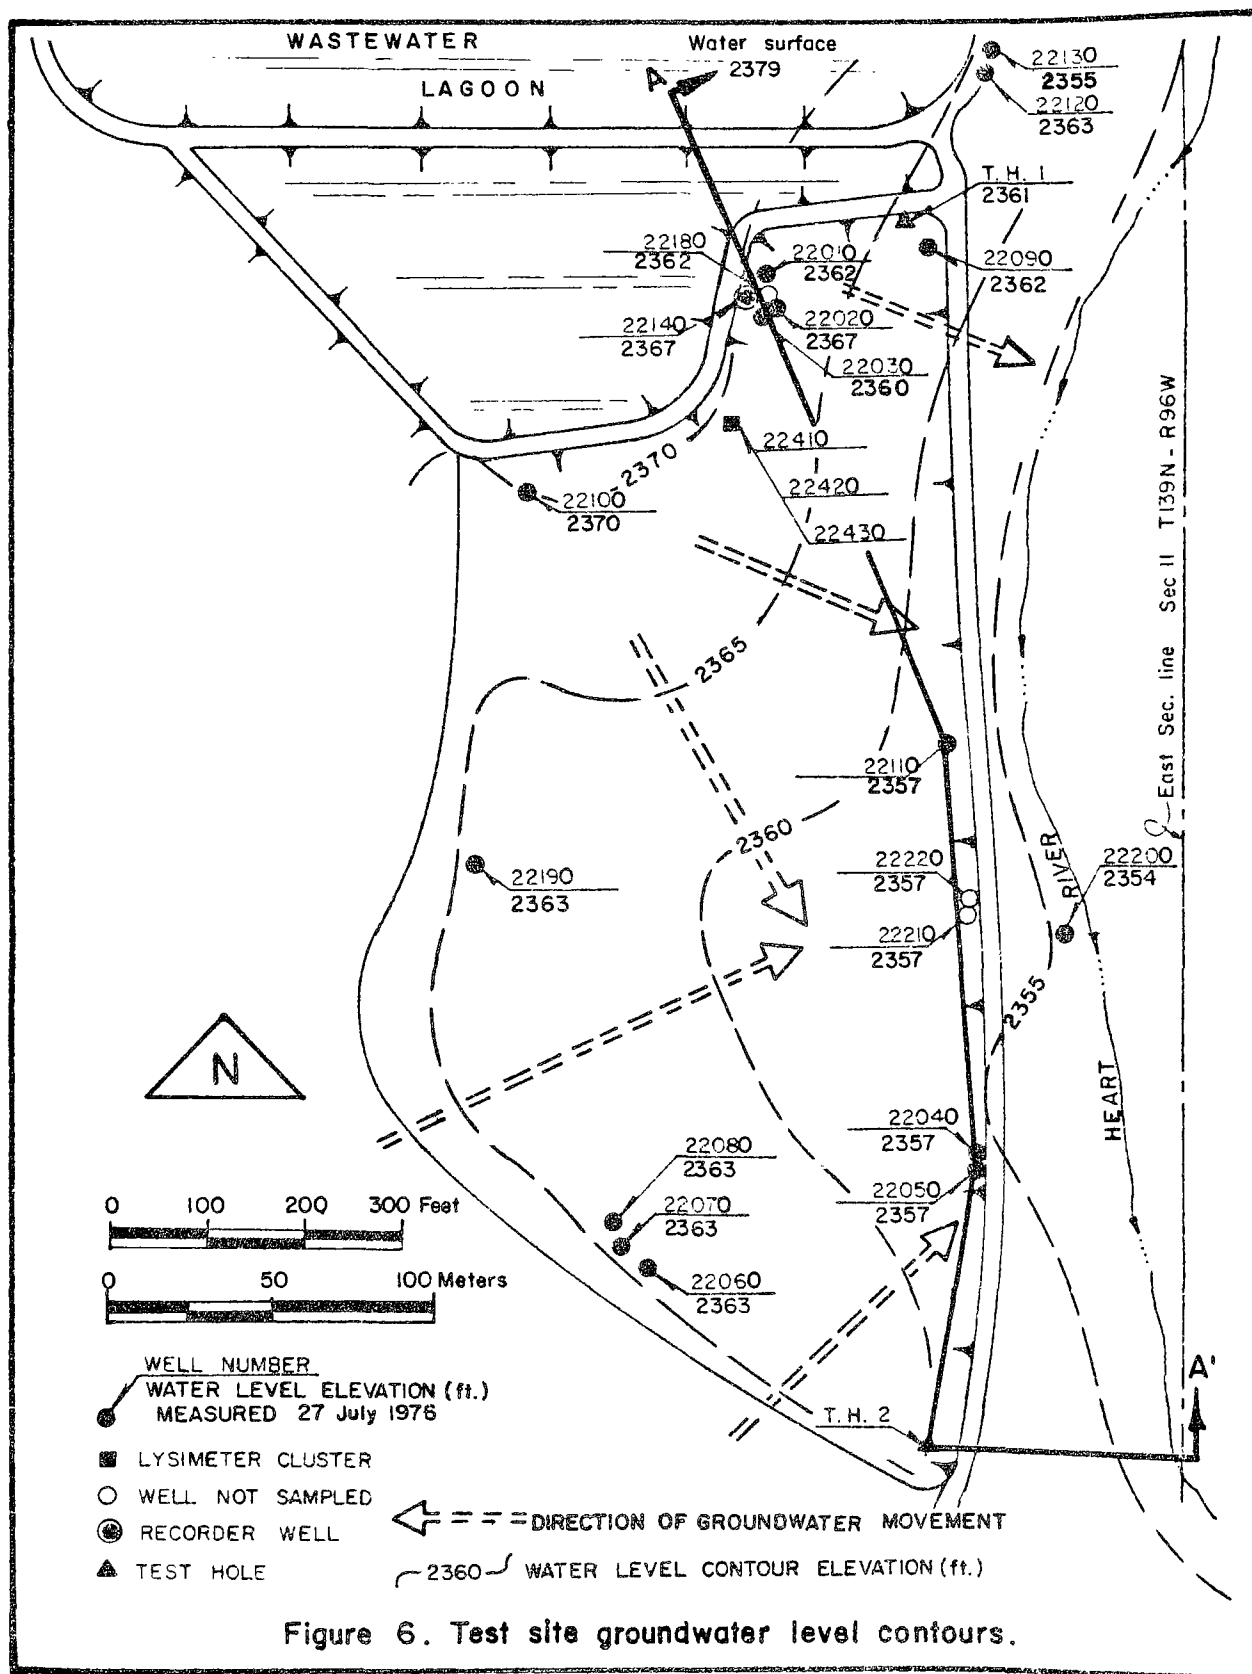 WASTEWATER
LAGOON
Water surface
2379
A
22130
2355
22120
2363
T. H. 1
2361
22180
2362
22010
2362
22090
2362
22140
2367
22020
2367
22030
2360
22410
22420
22430
2370
22100
2370
2365
East Sec. line Sec 11 T139N - R96W
22110
2357
2360
22190
2363
22220
2357
22210
2357
22200
2354
HEART RIVER
2355
N
22040
2357
22050
2357
22080
2363
22070
2363
22060
2363
0 100 200 300 Feet
0 50 100 Meters
A'
T. H. 2
WELL NUMBER
WATER LEVEL ELEVATION (ft.)
MEASURED 27 July 1976
LYSIMETER CLUSTER
WELL NOT SAMPLED
RECORDER WELL
TEST HOLE
DIRECTION OF GROUNDWATER MOVEMENT
2360 WATER LEVEL CONTOUR ELEVATION (ft.)
Figure 6. Test site groundwater level contours.